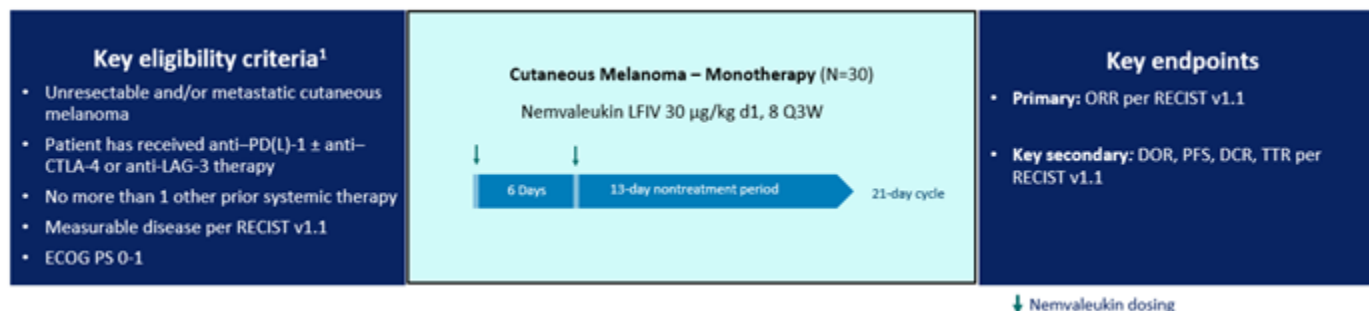 Key eligibility criteria¹
• Unresectable and/or metastatic cutaneous
melanoma
• Patient has received anti–PD(L)-1 ± anti–
CTLA-4 or anti-LAG-3 therapy
• No more than 1 other prior systemic therapy
• Measurable disease per RECIST v1.1
• ECOG PS 0-1
Cutaneous Melanoma – Monotherapy (N=30)
Nemvaleukin LFIV 30 µg/kg d1, 8 Q3W
6 Days
13-day nontreatment period
21-day cycle
Key endpoints
• Primary: ORR per RECIST v1.1
• Key secondary: DOR, PFS, DCR, TTR per
RECIST v1.1
Nemvaleukin dosing